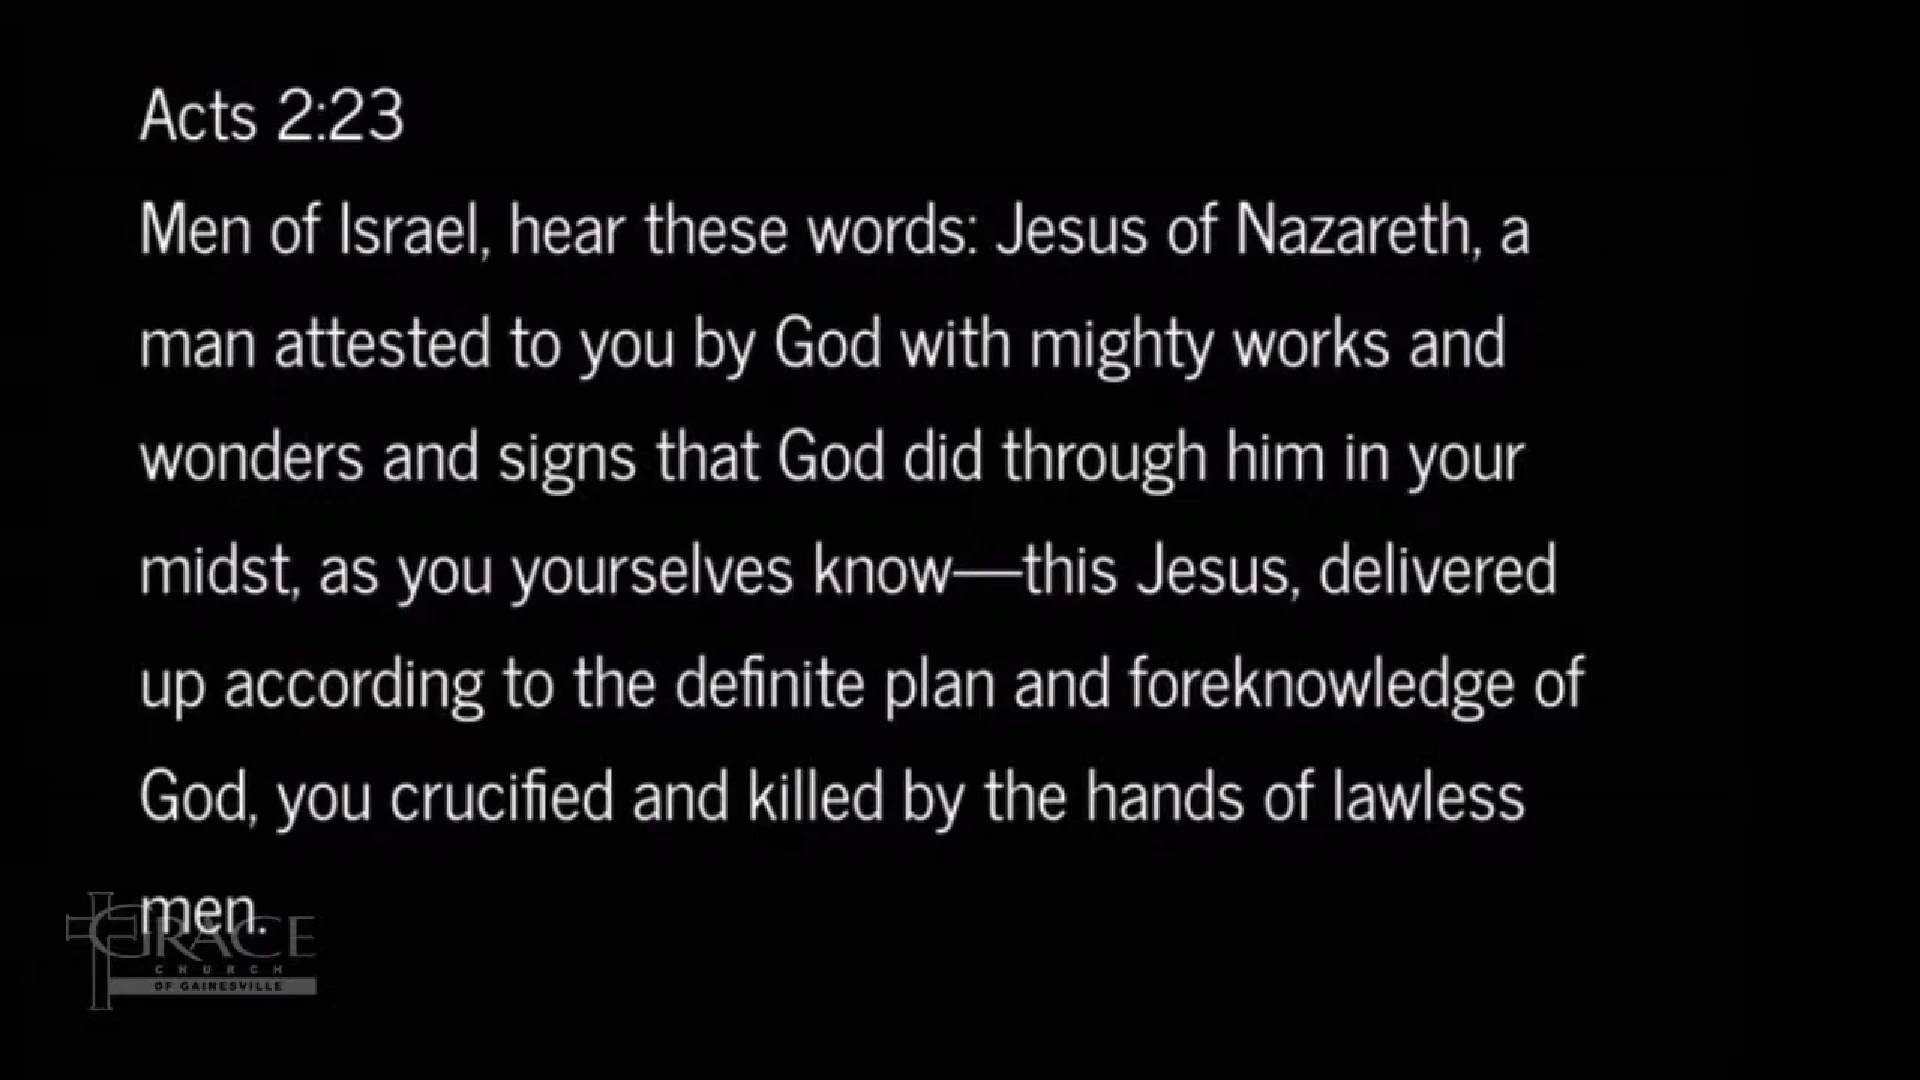 Acts 2:23
Men of Israel, hear these words: Jesus of Nazareth, a
man attested to you by God with mighty works and
wonders and signs that God did through him in your
midst, as you yourselves know—this Jesus, delivered
up according to the definite plan and foreknowledge of
God, you crucified and killed by the hands of lawless
men.
GRACE
CHURCH
OF GAINESVILLE